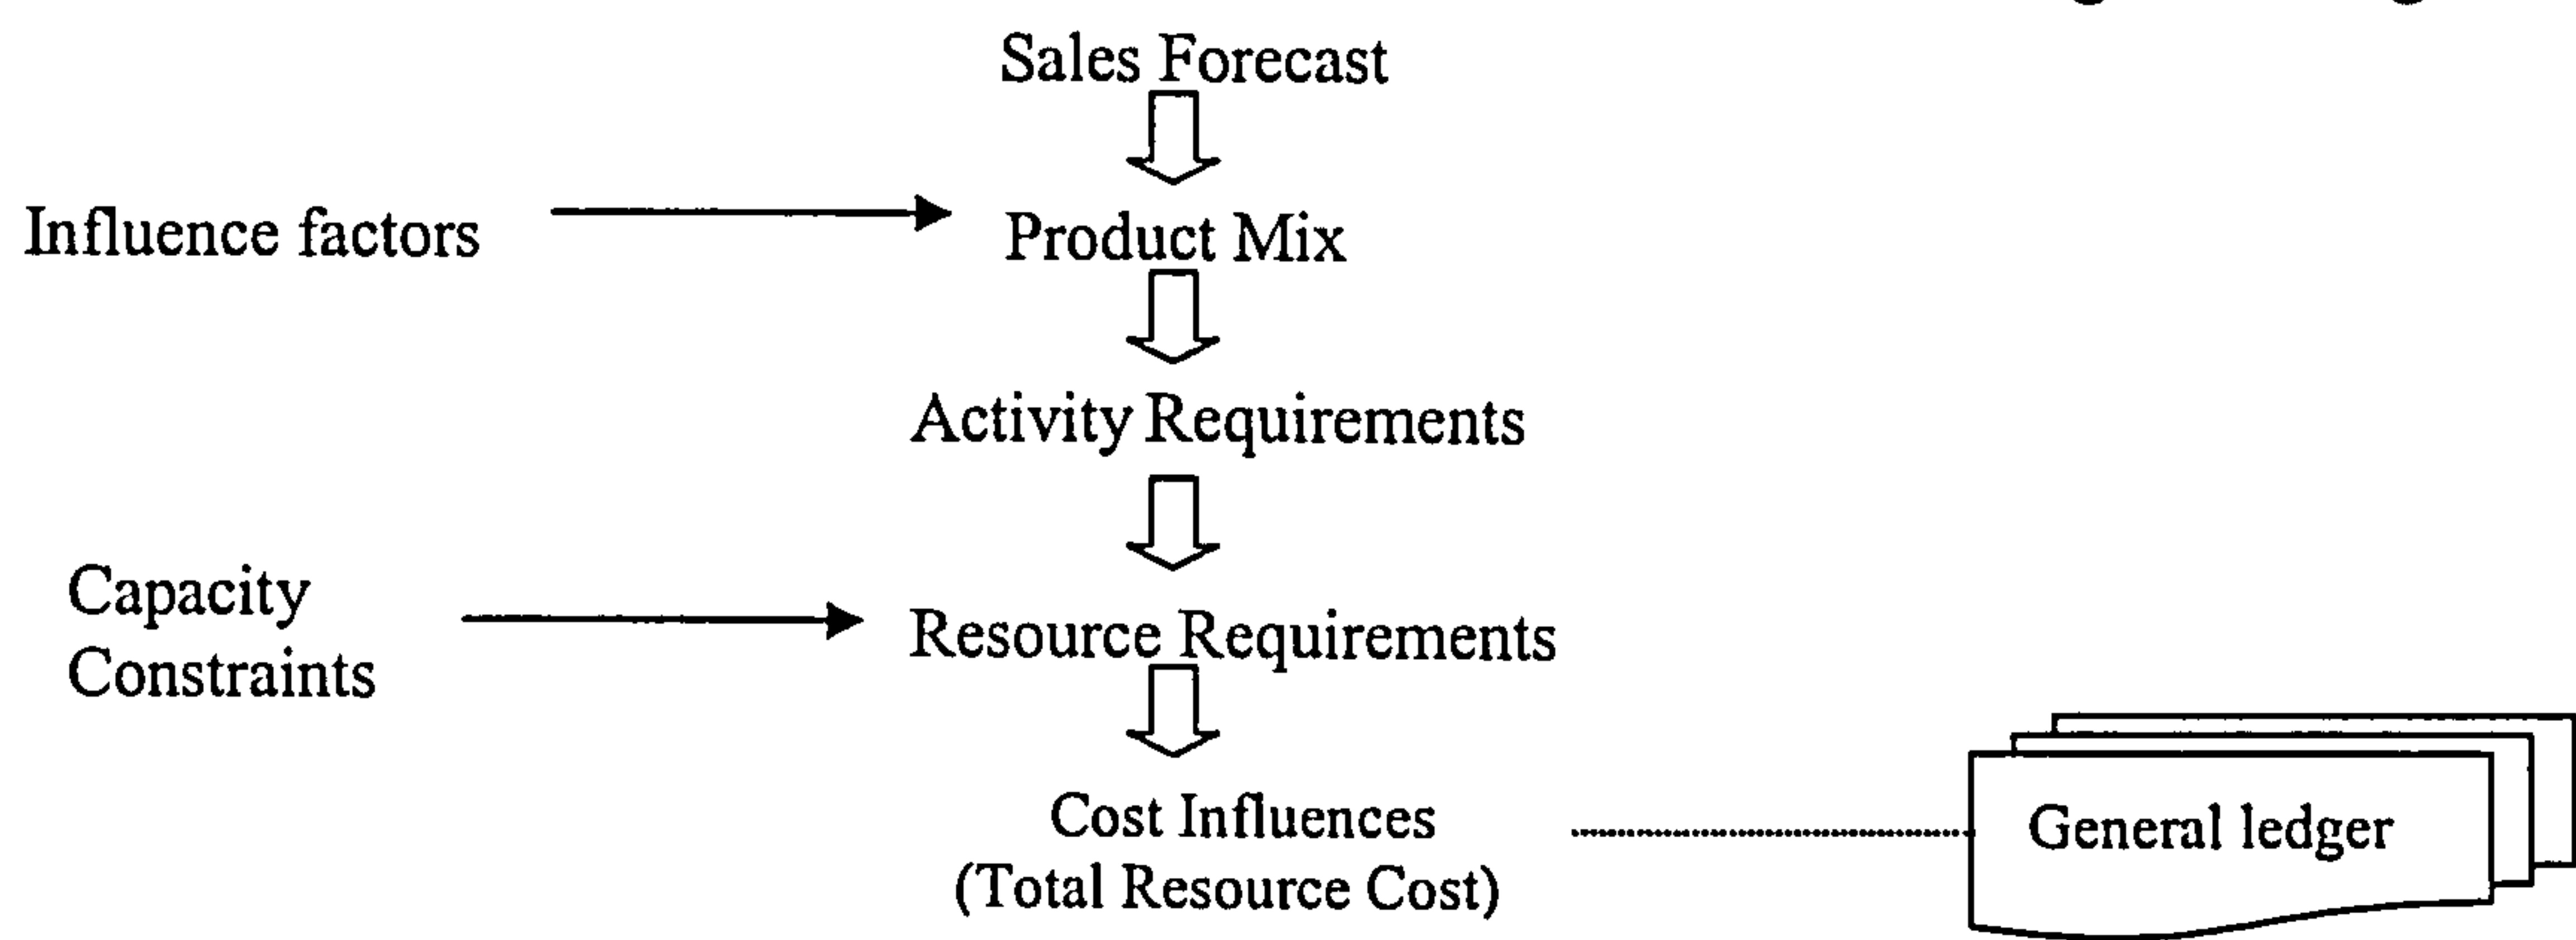 Sales Forecast
Influence factors
Product Mix
Activity Requirements
Capacity
Constraints
Resource Requirements
Cost Influences
(Total Resource Cost)
General ledger